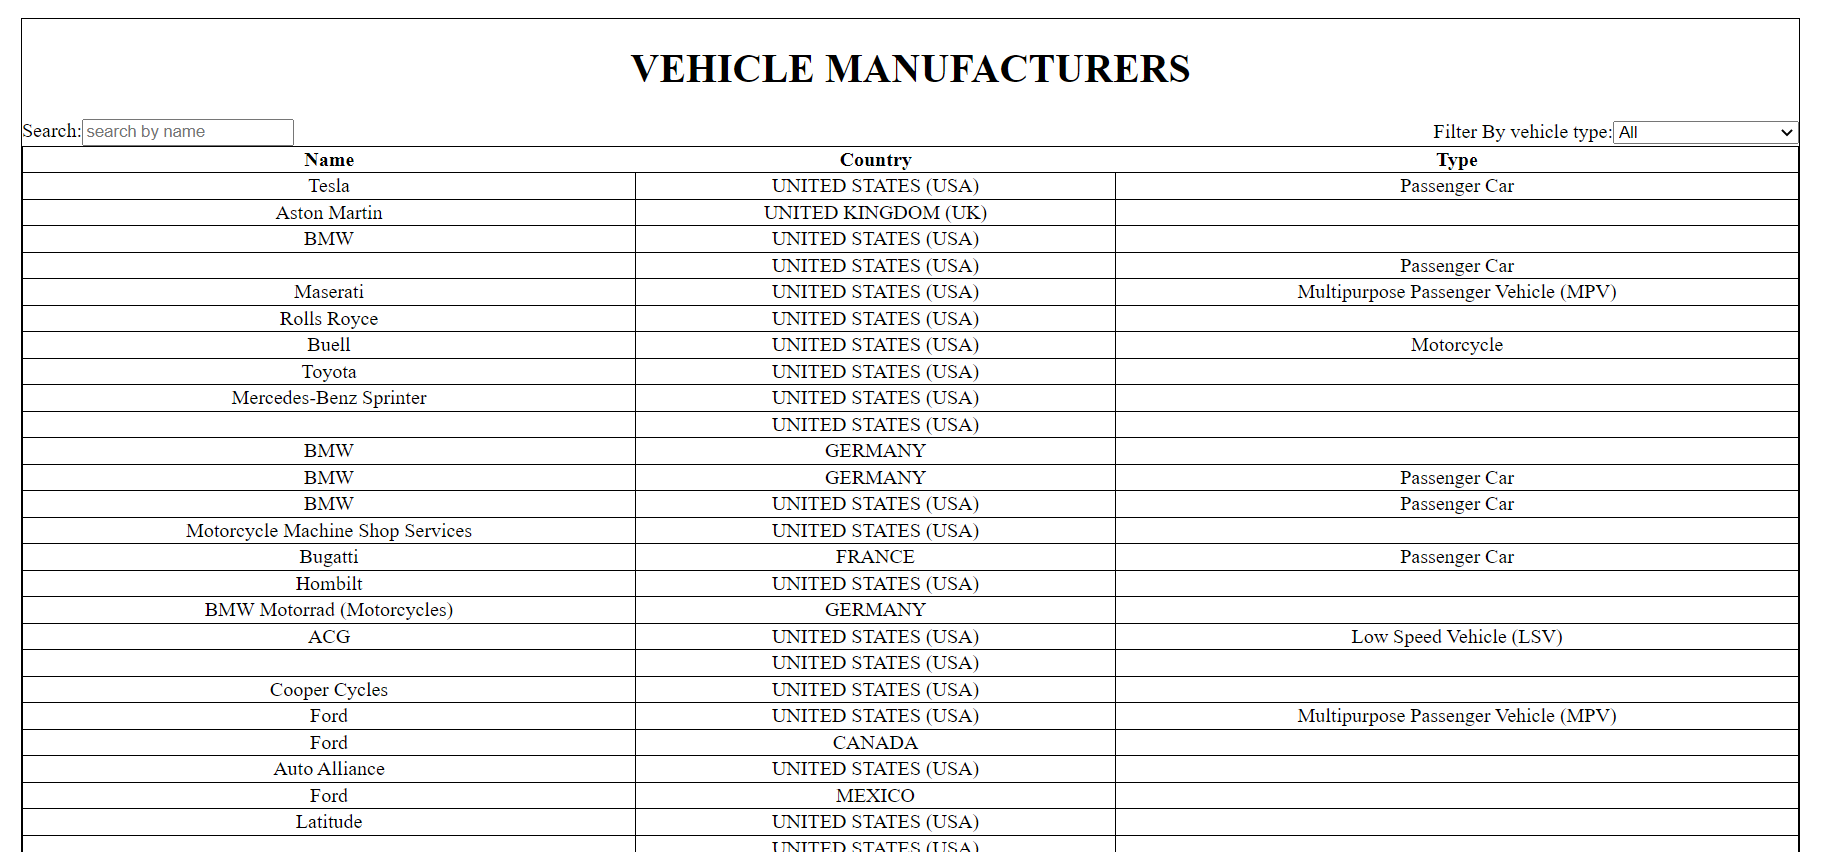 VEHICLE MANUFACTURERS
Search: search by name Filter By vehicle type: All
Name Country Type
Tesla UNITED STATES (USA) Passenger Car
Aston Martin UNITED KINGDOM (UK)
BMW UNITED STATES (USA)
UNITED STATES (USA) Passenger Car
Maserati UNITED STATES (USA) Multipurpose Passenger Vehicle (MPV)
Rolls Royce UNITED STATES (USA)
Buell UNITED STATES (USA) Motorcycle
Toyota UNITED STATES (USA)
Mercedes-Benz Sprinter UNITED STATES (USA)
UNITED STATES (USA)
BMW GERMANY
BMW GERMANY Passenger Car
BMW UNITED STATES (USA) Passenger Car
Motorcycle Machine Shop Services UNITED STATES (USA)
Bugatti FRANCE Passenger Car
Hombilt UNITED STATES (USA)
BMW Motorrad (Motorcycles) GERMANY
ACG UNITED STATES (USA) Low Speed Vehicle (LSV)
UNITED STATES (USA)
Cooper Cycles UNITED STATES (USA)
Ford UNITED STATES (USA) Multipurpose Passenger Vehicle (MPV)
Ford CANADA
Auto Alliance UNITED STATES (USA)
Ford MEXICO
Latitude UNITED STATES (USA)
UNITED STATES (USA)